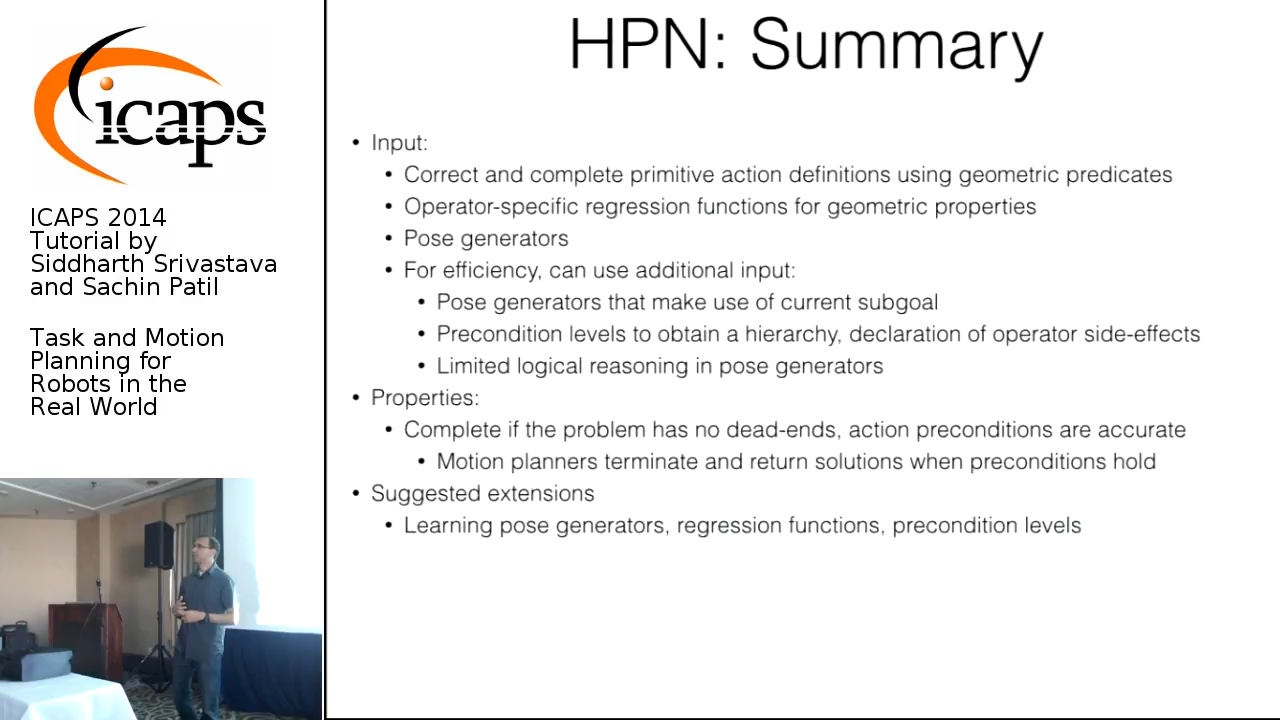 icaps
ICAPS 2014
Tutorial by
Siddharth Srivastava
and Sachin Patil
Task and Motion
Planning for
Robots in the
Real World
HPN: Summary
• Input:
• Correct and complete primitive action definitions using geometric predicates
• Operator-specific regression functions for geometric properties
• Pose generators
• For efficiency, can use additional input:
• Pose generators that make use of current subgoal
• Precondition levels to obtain a hierarchy, declaration of operator side-effects
• Limited logical reasoning in pose generators
• Properties:
• Complete if the problem has no dead-ends, action preconditions are accurate
• Motion planners terminate and return solutions when preconditions hold
• Suggested extensions
• Learning pose generators, regression functions, precondition levels